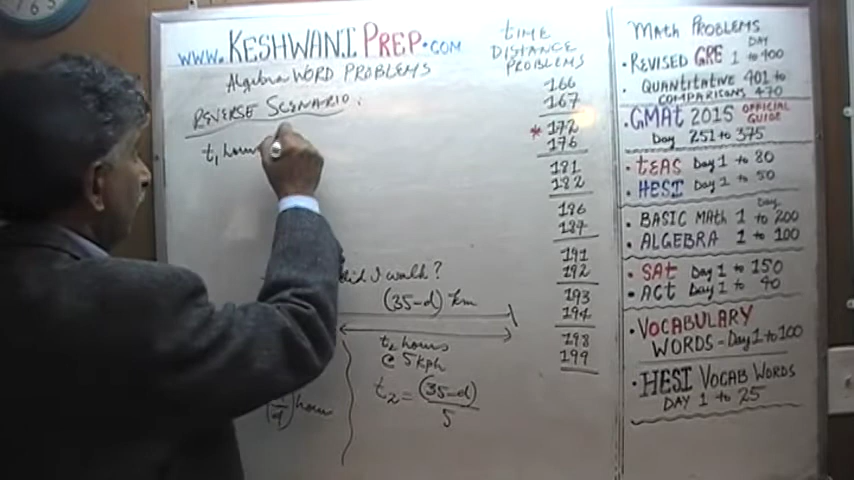 www.KESHWANIPREP.com
Algebra WORD PROBLEMS
REVERSE SCENARIO:
t₁ hour
did I walk?
(35-d) km
t₂ hours
@ 5 kph
hours
t₂ = (35-d)/5
TIME
DISTANCE
PROBLEMS
166
167
* 172
176
181
182
186
187
191
192
193
194
198
199
MATH PROBLEMS
DAY
• REVISED GRE 1 to 400
• QUANTITATIVE 401 to
COMPARISONS 470
• GMAT 2015 OFFICIAL GUIDE
Day 251 to 375
• TEAS Day 1 to 80
• HESI Day 1 to 50
Day
• BASIC MATH 1 to 200
• ALGEBRA 1 to 100
• SAT Day 1 to 150
• ACT Day 1 to 40
• VOCABULARY
WORDS - Day 1 to 100
• HESI VOCAB WORDS
DAY 1 to 25